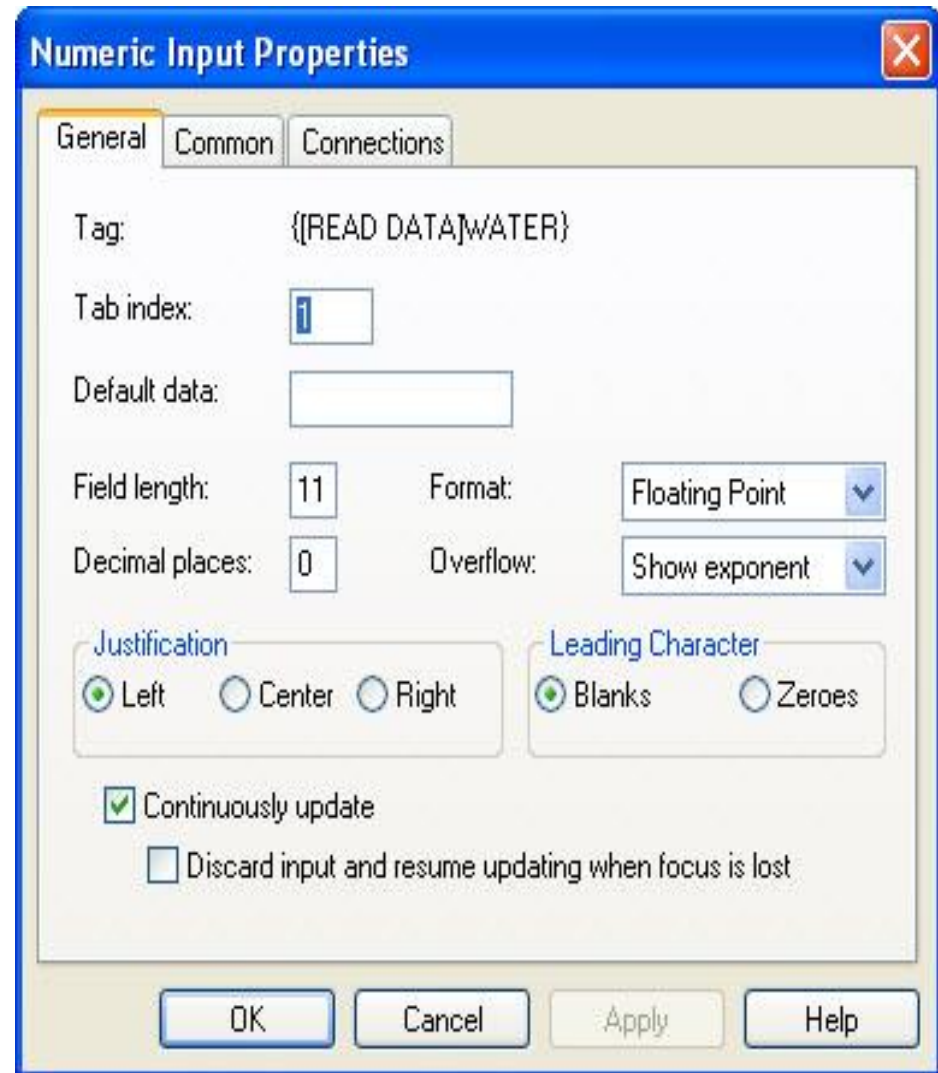 Numeric Input Properties
General Common Connections
Tag: {[READ DATA]WATER}
Tab index: 1
Default data:
Field length: 11 Format: Floating Point
Decimal places: 0 Overflow: Show exponent
Justification Leading Character
Left Center Right Blanks Zeroes
Continuously update
Discard input and resume updating when focus is lost
OK Cancel Apply Help